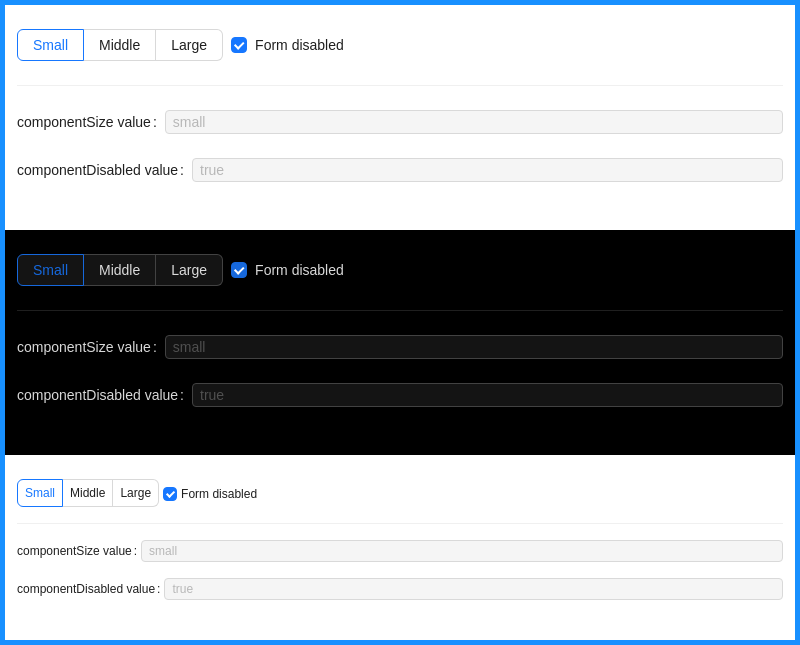 Small Middle Large Form disabled
componentSize value: small
componentDisabled value: true
Small Middle Large Form disabled
componentSize value: small
componentDisabled value: true
Small Middle Large Form disabled
componentSize value: small
componentDisabled value: true